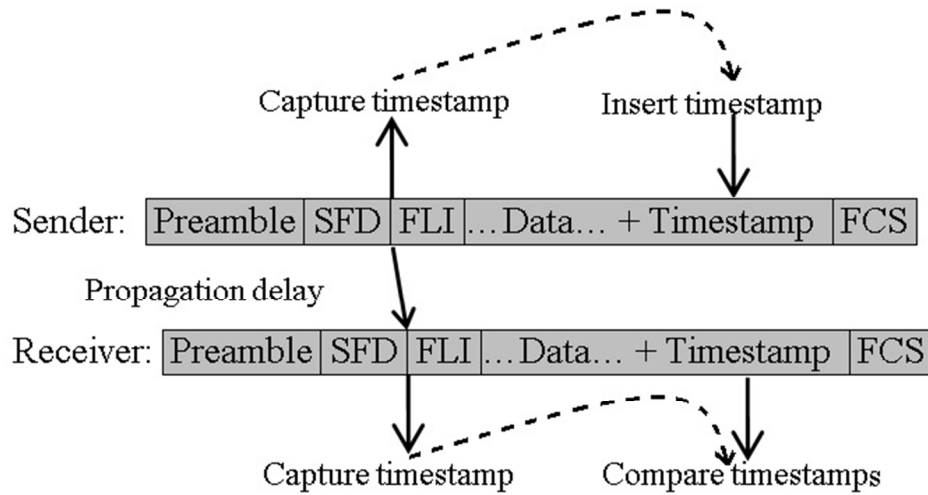 Capture timestamp Insert timestamp
Sender: Preamble SFD FLI ...Data... + Timestamp FCS
Propagation delay
Receiver: Preamble SFD FLI ...Data... + Timestamp FCS
Capture timestamp Compare timestamps